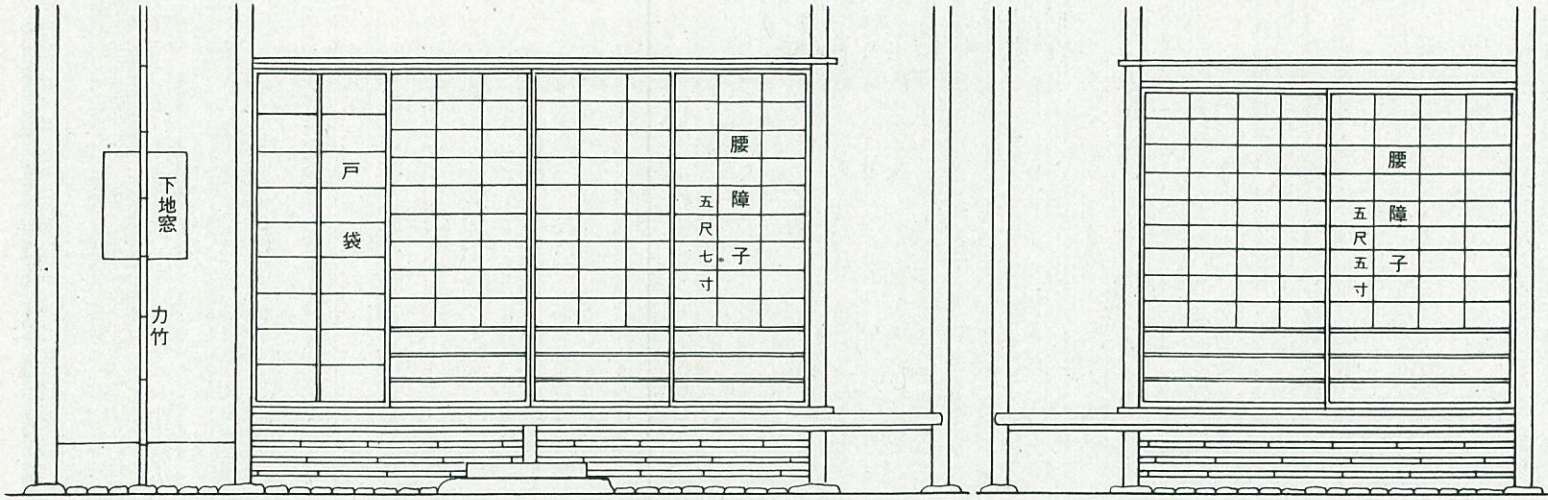 下地窓
力竹
戸袋
腰障子
五尺七寸
腰障子
五尺五寸